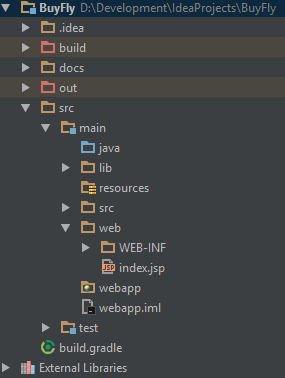 BuyFly D:\Development\IdeaProjects\BuyFly
.idea
build
docs
out
src
main
java
lib
resources
src
web
WEB-INF
JSP index.jsp
webapp
webapp.iml
test
build.gradle
External Libraries